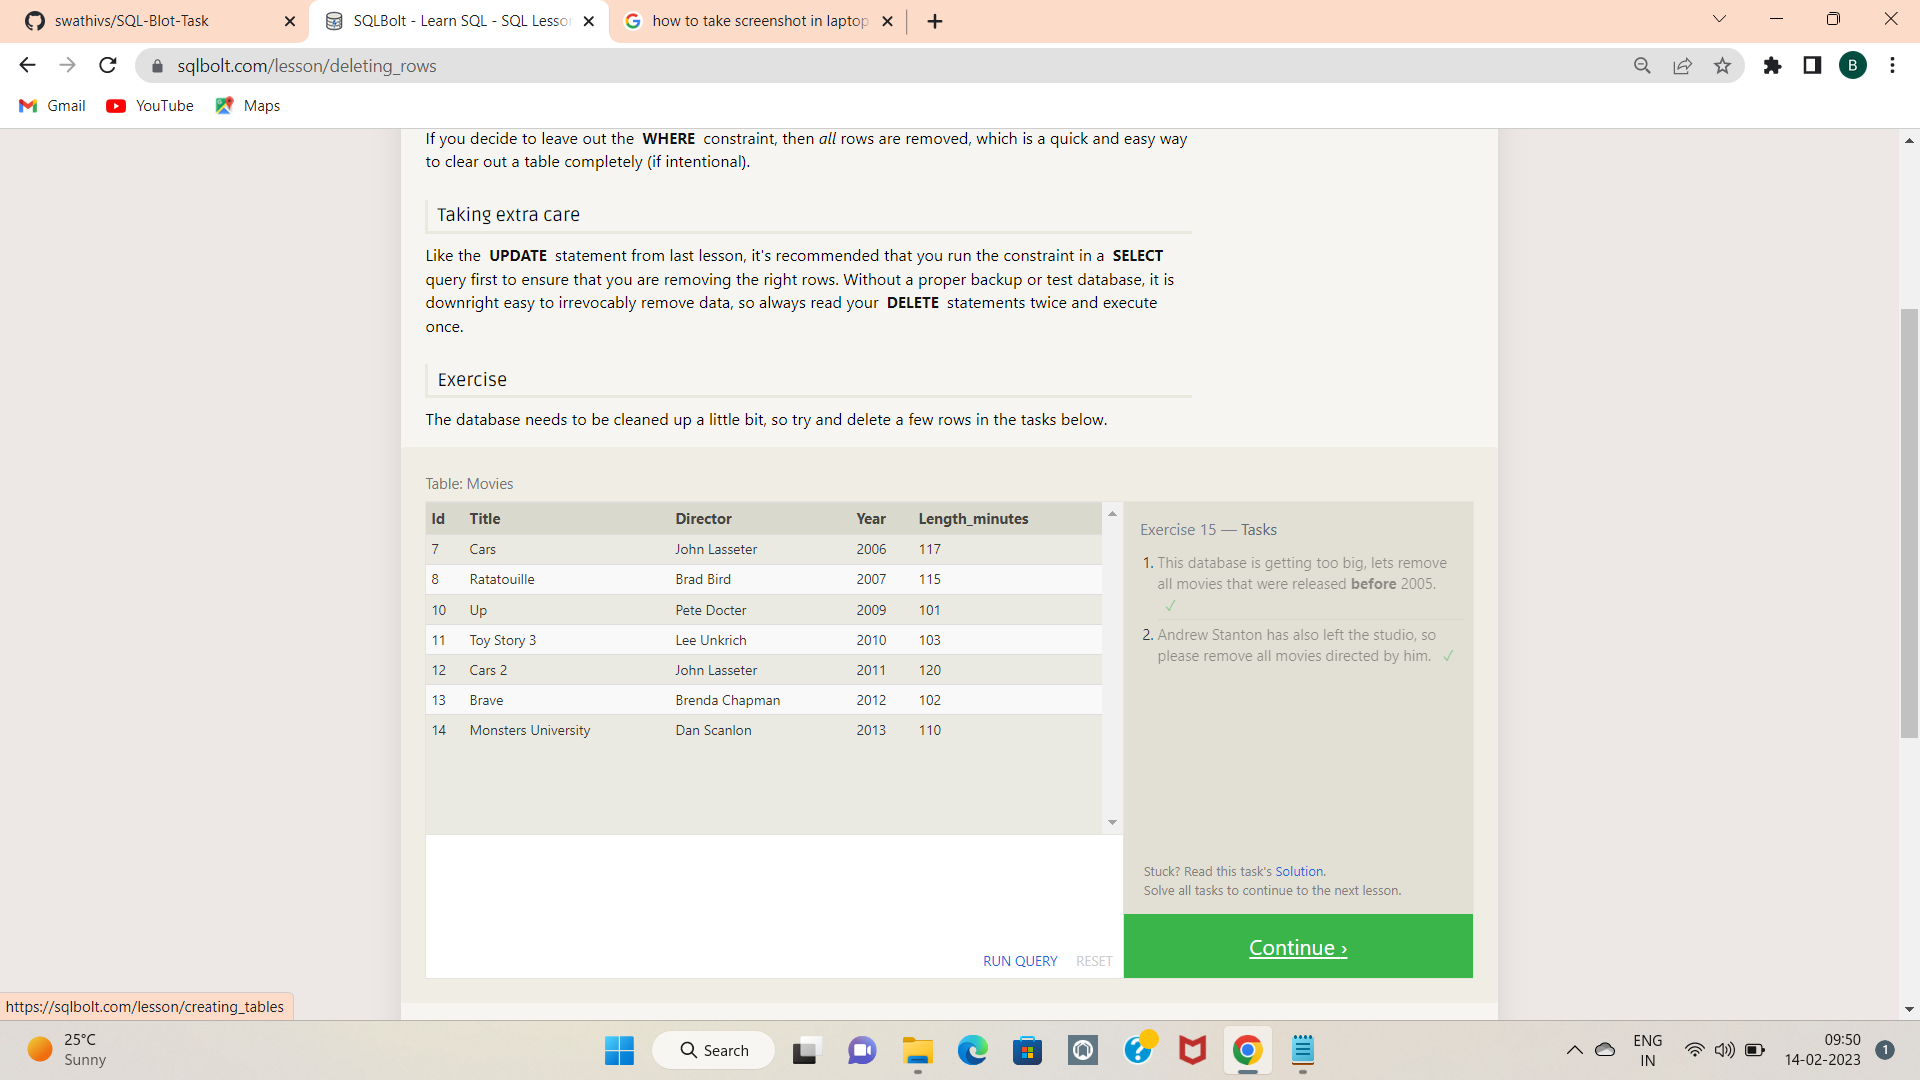 swathivs/SQL-Blot-Task
SQLBolt - Learn SQL - SQL Lesso
how to take screenshot in laptop
sqlbolt.com/lesson/deleting_rows
B
Gmail
YouTube
Maps
If you decide to leave out the WHERE constraint, then all rows are removed, which is a quick and easy way
to clear out a table completely (if intentional).
Taking extra care
Like the UPDATE statement from last lesson, it's recommended that you run the constraint in a SELECT
query first to ensure that you are removing the right rows. Without a proper backup or test database, it is
downright easy to irrevocably remove data, so always read your DELETE statements twice and execute
once.
Exercise
The database needs to be cleaned up a little bit, so try and delete a few rows in the tasks below.
Table: Movies
Id Title Director Year Length_minutes
7 Cars John Lasseter 2006 117
8 Ratatouille Brad Bird 2007 115
10 Up Pete Docter 2009 101
11 Toy Story 3 Lee Unkrich 2010 103
12 Cars 2 John Lasseter 2011 120
13 Brave Brenda Chapman 2012 102
14 Monsters University Dan Scanlon 2013 110
RUN QUERY RESET
Exercise 15 — Tasks
1. This database is getting too big, lets remove
all movies that were released before 2005.
✓
2. Andrew Stanton has also left the studio, so
please remove all movies directed by him. ✓
Stuck? Read this task's Solution.
Solve all tasks to continue to the next lesson.
Continue ›
https://sqlbolt.com/lesson/creating_tables
25°C
Sunny
Search
ENG
IN
09:50
14-02-2023
1